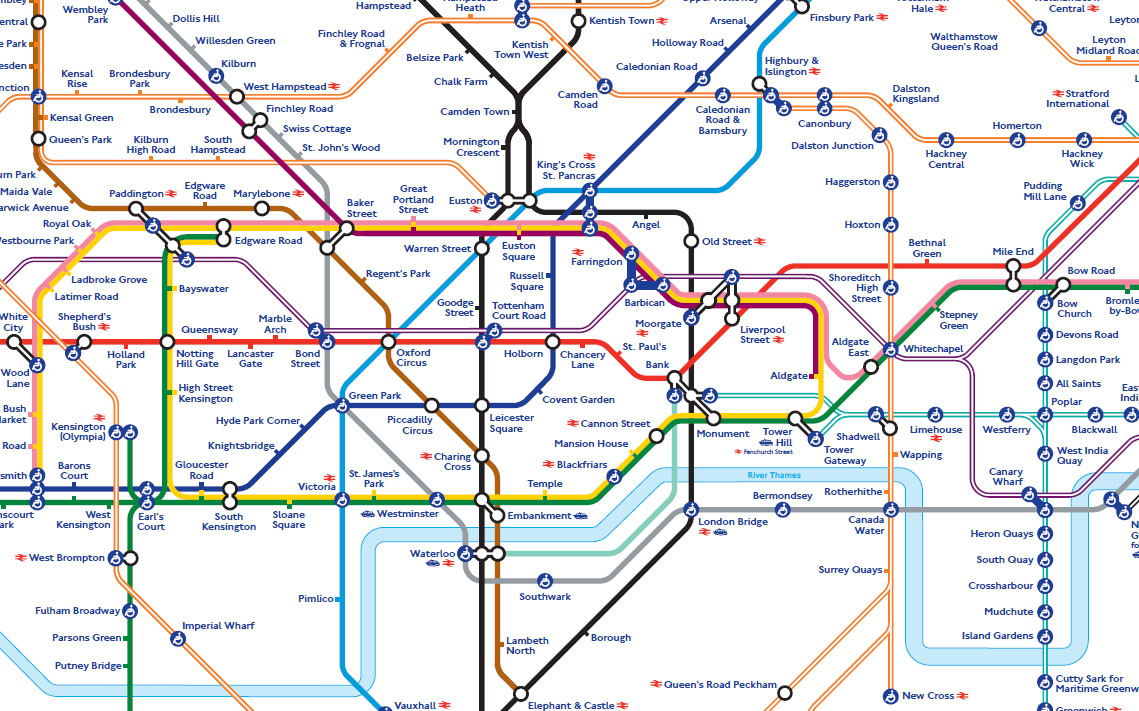 Wembley
Park
Dollis Hill
Willesden Green
Kilburn
Hampstead
Heath
Kentish Town
Arsenal
Finsbury Park
Tottenham
Hale
Walthamstow
Central
Walthamstow
Queen's Road
Leyton
Midland Road
Finchley Road
& Frognal
Belsize Park
Kentish
Town West
Holloway Road
Highbury &
Islington
Chalk Farm
Caledonian Road
Kensal
Rise
Brondesbury
Park
West Hampstead
Camden
Road
Dalston
Kingsland
Stratford
International
Brondesbury
Finchley Road
Camden Town
Caledonian
Road &
Barnsbury
Canonbury
Homerton
Kensal Green
Swiss Cottage
Queen's Park
Kilburn
High Road
South
Hampstead
St. John's Wood
Mornington
Crescent
Dalston Junction
Hackney
Central
Hackney
Wick
King's Cross
St. Pancras
Maida Vale
Warwick Avenue
Paddington
Edgware
Road
Marylebone
Great
Portland
Street
Euston
Haggerston
Pudding
Mill Lane
Baker
Street
Angel
Royal Oak
Westbourne Park
Edgware Road
Warren Street
Euston
Square
Farringdon
Old Street
Hoxton
Bethnal
Green
Mile End
Ladbroke Grove
Latimer Road
Bayswater
Regent's Park
Russell
Square
Barbican
Shoreditch
High
Street
Bow Road
Bromley-
by-Bow
White
City
Shepherd's
Bush
Queensway
Marble
Arch
Goodge
Street
Tottenham
Court Road
Moorgate
Liverpool
Street
Stepney
Green
Bow
Church
Holland
Park
Notting
Hill Gate
Lancaster
Gate
Bond
Street
Oxford
Circus
Holborn
Chancery
Lane
St. Paul's
Bank
Aldgate
East
Whitechapel
Devons Road
Wood
Lane
Langdon Park
High Street
Kensington
Aldgate
All Saints
Green Park
Covent Garden
Poplar
Hyde Park Corner
Piccadilly
Circus
Leicester
Square
Cannon Street
Monument
Tower
Hill
Fenchurch Street
Shadwell
Limehouse
Westferry
Blackwall
Kensington
(Olympia)
Knightsbridge
Mansion House
Tower
Gateway
Wapping
West India
Quay
Barons
Court
Gloucester
Road
Victoria
St. James's
Park
Charing
Cross
Blackfriars
River Thames
Canary
Wharf
Temple
Bermondsey
Rotherhithe
West
Kensington
Earl's
Court
South
Kensington
Sloane
Square
Westminster
Embankment
London Bridge
Canada
Water
Heron Quays
West Brompton
Waterloo
Surrey Quays
South Quay
Crossharbour
Southwark
Pimlico
Fulham Broadway
Imperial Wharf
Mudchute
Parsons Green
Borough
Island Gardens
Lambeth
North
Putney Bridge
Queen's Road Peckham
Cutty Sark for
Maritime Greenw
New Cross
Vauxhall
Elephant & Castle
Greenwich